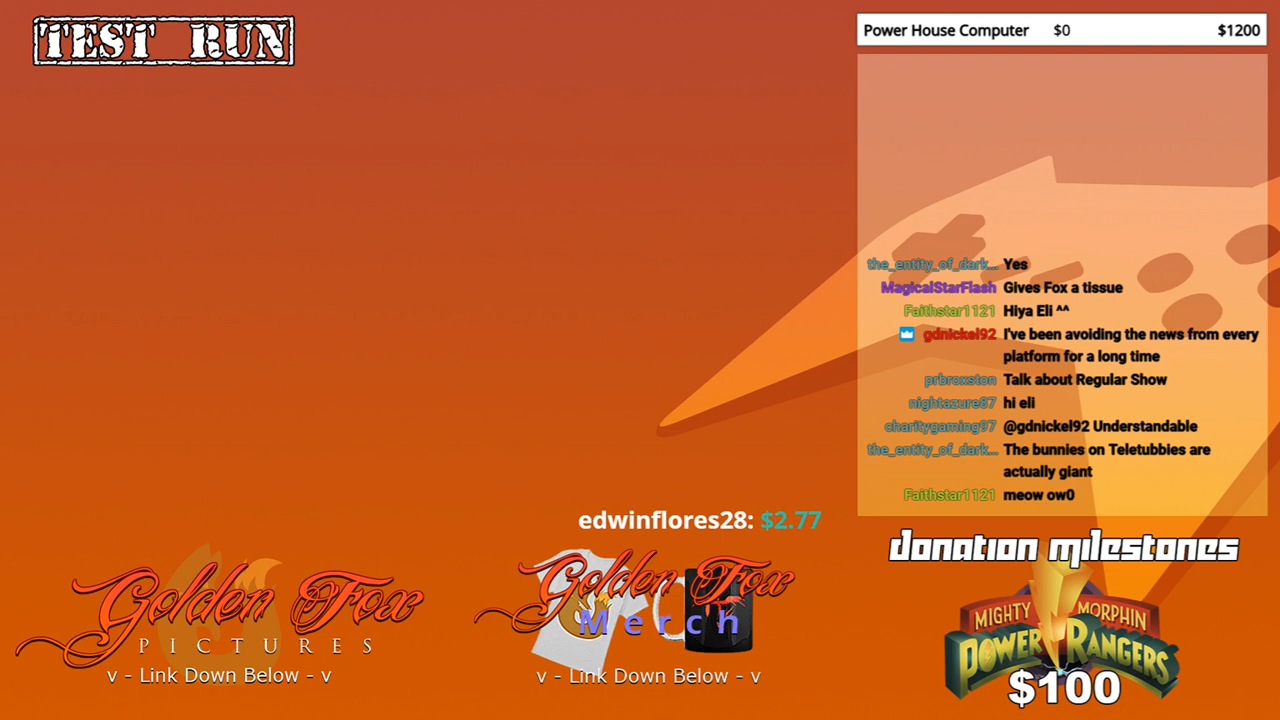 TEST RUN
Power House Computer $0 $1200
the_entity_of_dark... Yes
MagicalStarFlash Gives Fox a tissue
Faithstar1121 Hiya Eli ^^
gdnickel92 I've been avoiding the news from every
platform for a long time
prbroxston Talk about Regular Show
nightazure87 hi eli
charitygaming97 @gdnickel92 Understandable
the_entity_of_dark... The bunnies on Teletubbies are
actually giant
Faithstar1121 meow ow0
edwinflores28: $2.77
Golden Fox
PICTURES
v - Link Down Below - v
Golden Fox
Merch
v - Link Down Below - v
DONATION MILESTONES
MIGHTY MORPHIN
POWER RANGERS
$100